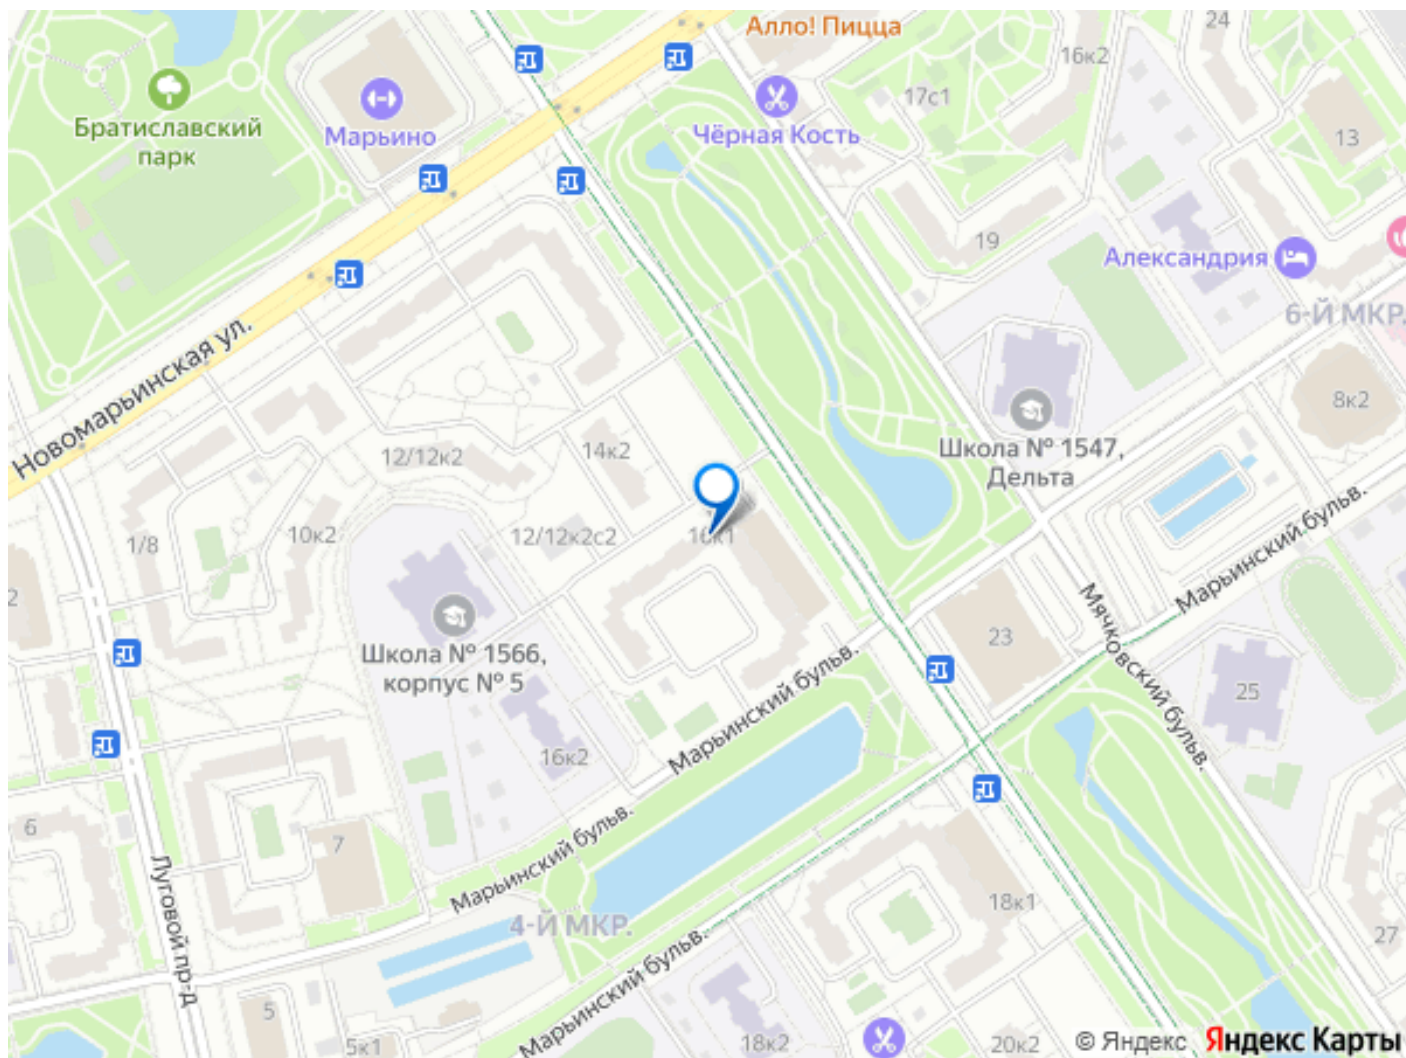 Алло! Пицца
24
16к2
17с1
Братиславский
парк
Марьино
Чёрная Кость
13
19
Александрия
6-Й МКР.
Новомарьинская ул.
8к2
14к2
12/12к2
Школа № 1547,
Дельта
Марьинский бульв.
1/8
10к2
12/12к2с2
16к1
2
Мячковский бульв.
23
Школа № 1566,
корпус № 5
Марьинский бульв.
25
16к2
6
7
Марьинский бульв.
Луговой пр-д
18к1
4-Й МКР.
27
Марьинский бульв.
5
5к1
18к2
20к2
© Яндекс Яндекс Карты